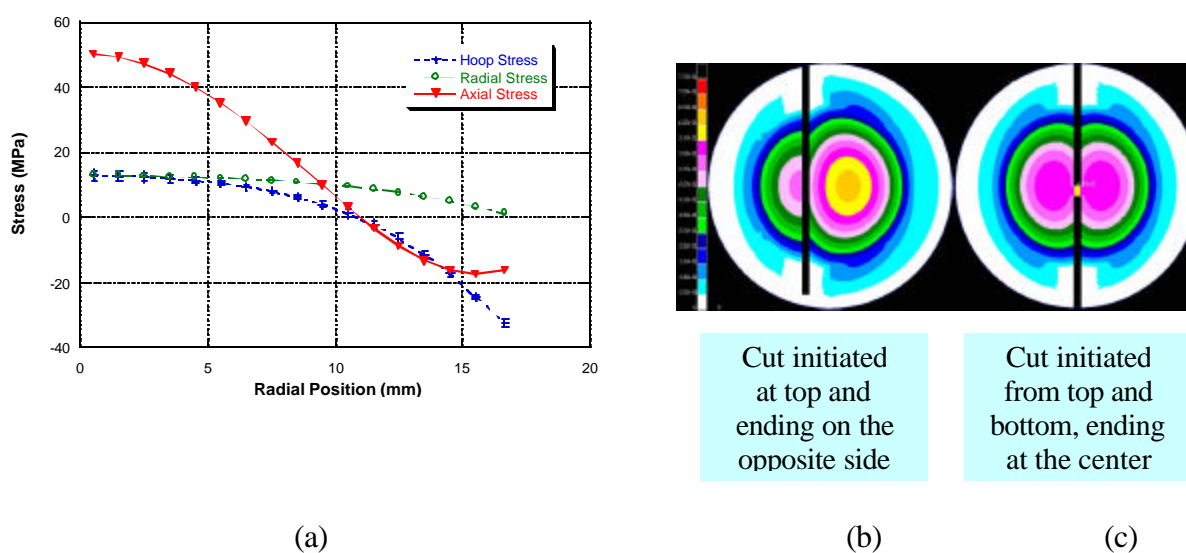 60
40
20
0
-20
-40
0 5 10 15 20
Stress (MPa)
Radial Position (mm)
Hoop Stress
Radial Stress
Axial Stress
Cut initiated
at top and
ending on the
opposite side
Cut initiated
from top and
bottom, ending
at the center
(a) (b) (c)